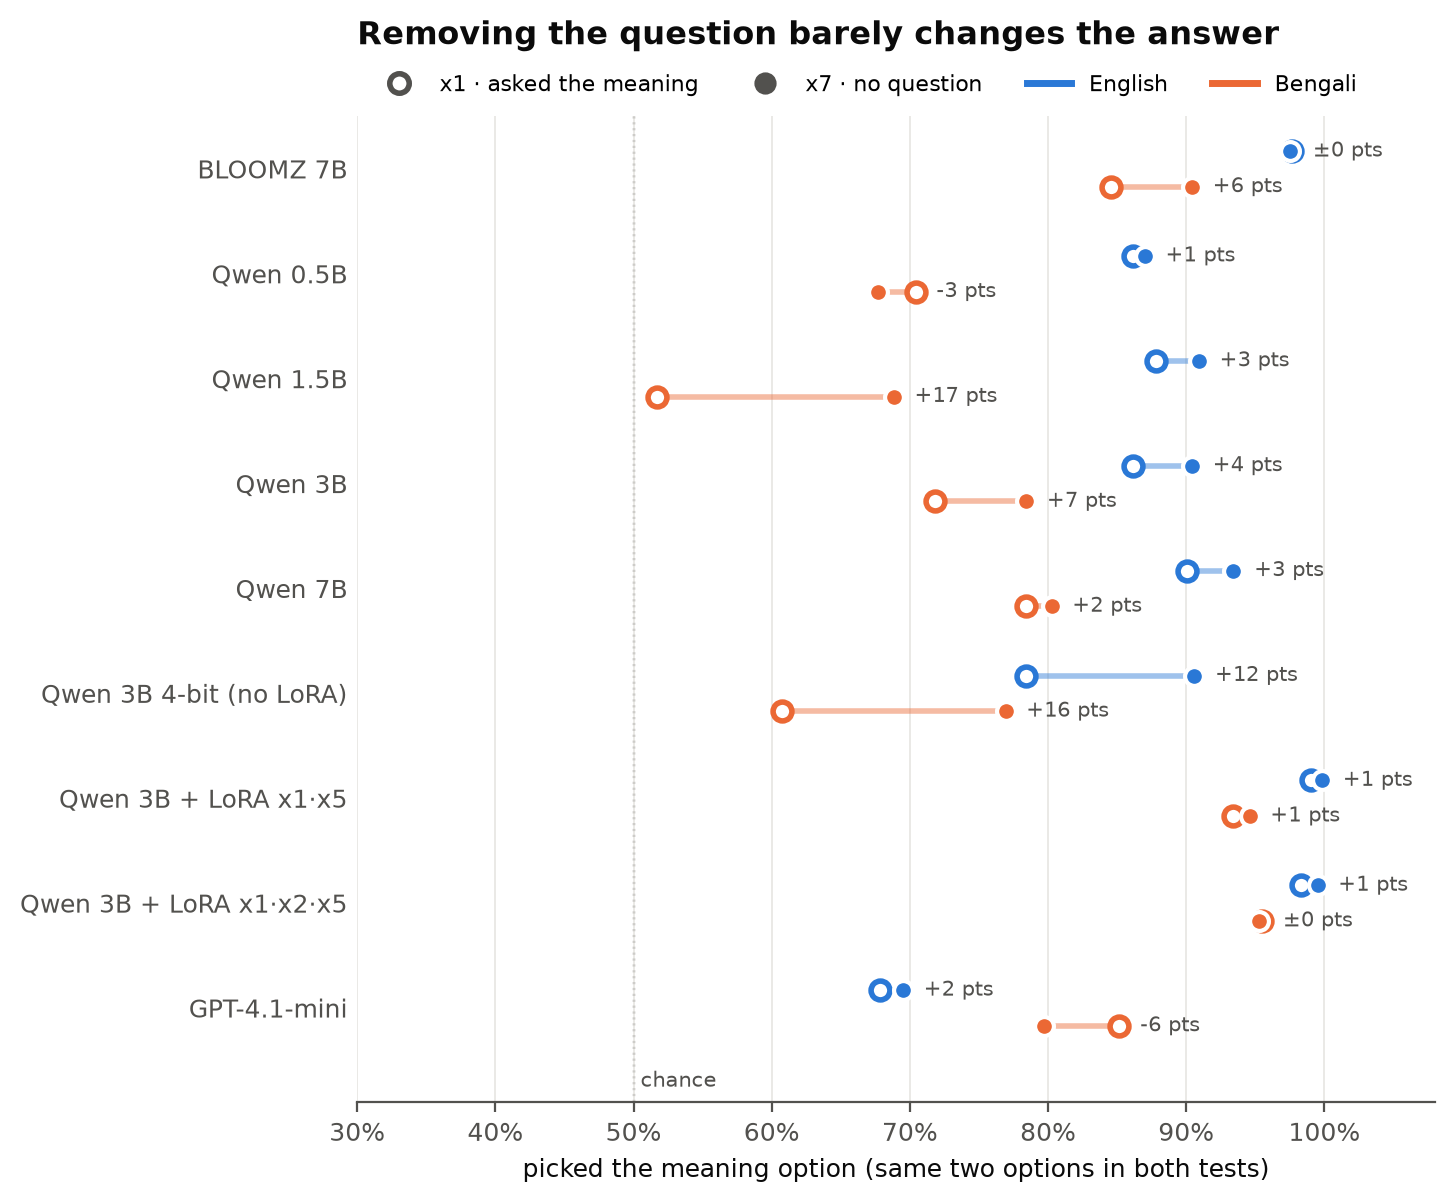 Removing the question barely changes the answer
x1 · asked the meaning x7 · no question English Bengali
BLOOMZ 7B
±0 pts
+6 pts
Qwen 0.5B
+1 pts
-3 pts
Qwen 1.5B
+3 pts
+17 pts
Qwen 3B
+4 pts
+7 pts
Qwen 7B
+3 pts
+2 pts
Qwen 3B 4-bit (no LoRA)
+12 pts
+16 pts
Qwen 3B + LoRA x1·x5
+1 pts
+1 pts
Qwen 3B + LoRA x1·x2·x5
+1 pts
±0 pts
GPT-4.1-mini
+2 pts
-6 pts
chance
30% 40% 50% 60% 70% 80% 90% 100%
picked the meaning option (same two options in both tests)